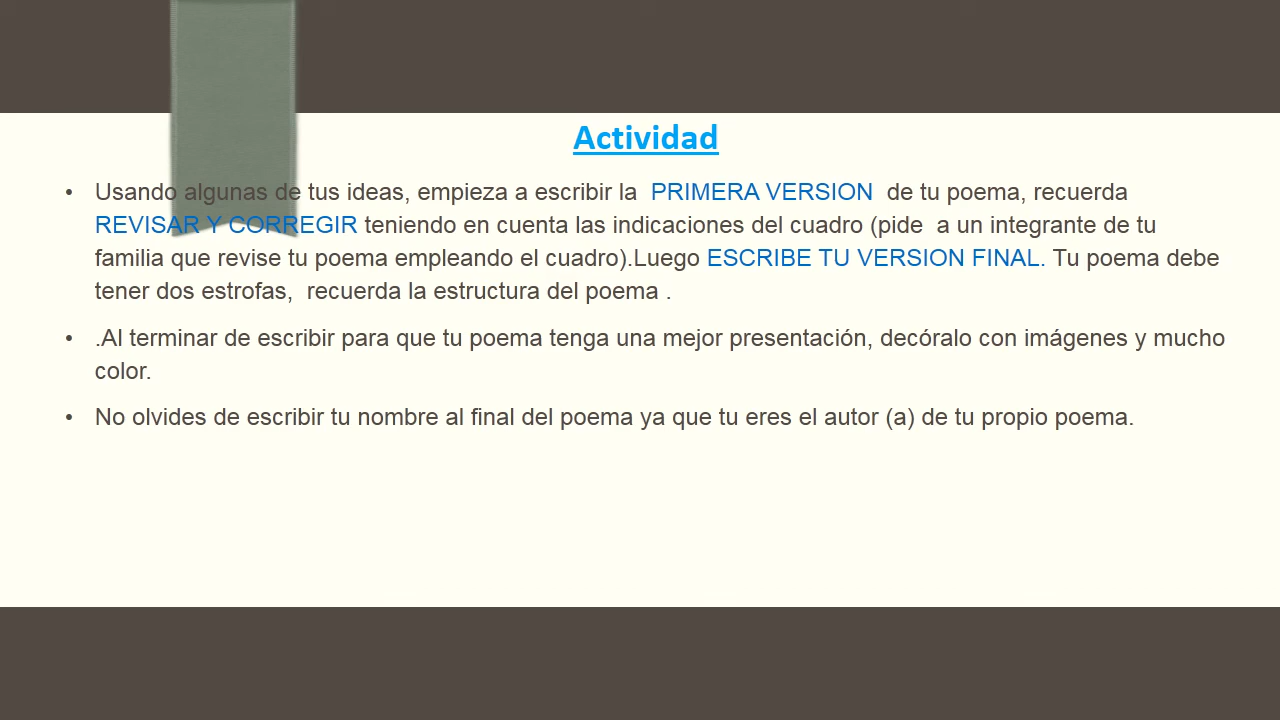 Actividad
• Usando algunas de tus ideas, empieza a escribir la  PRIMERA VERSION  de tu poema, recuerda
REVISAR Y CORREGIR teniendo en cuenta las indicaciones del cuadro (pide  a un integrante de tu
familia que revise tu poema empleando el cuadro).Luego ESCRIBE TU VERSION FINAL. Tu poema debe
tener dos estrofas,  recuerda la estructura del poema .
• .Al terminar de escribir para que tu poema tenga una mejor presentación, decóralo con imágenes y mucho
color.
• No olvides de escribir tu nombre al final del poema ya que tu eres el autor (a) de tu propio poema.